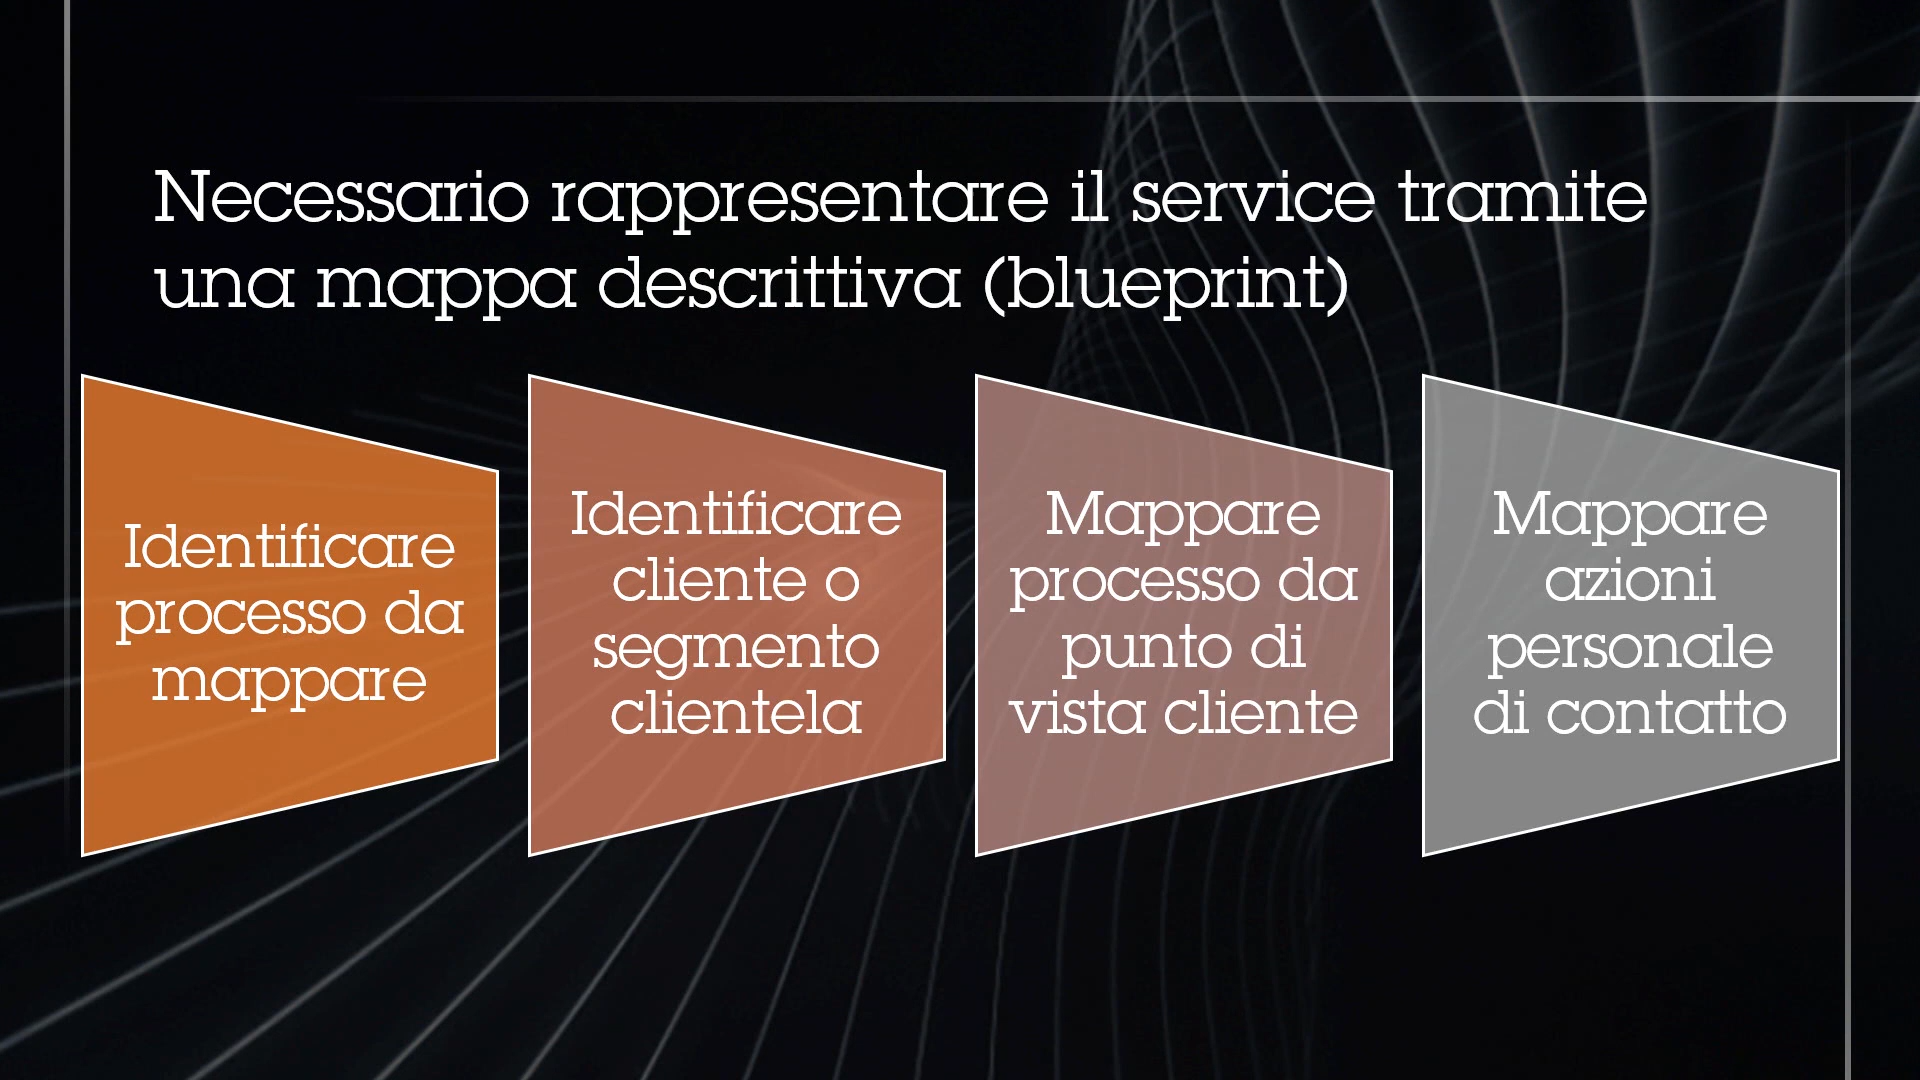 Necessario rappresentare il service tramite
una mappa descrittiva (blueprint)
Identificare
processo da
mappare
Identificare
cliente o
segmento
clientela
Mappare
processo da
punto di
vista cliente
Mappare
azioni
personale
di contatto